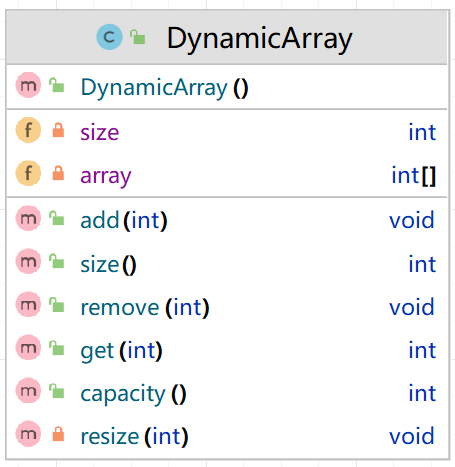 C DynamicArray
m DynamicArray()
f size int
f array int[]
m add(int) void
m size() int
m remove(int) void
m get(int) int
m capacity() int
m resize(int) void